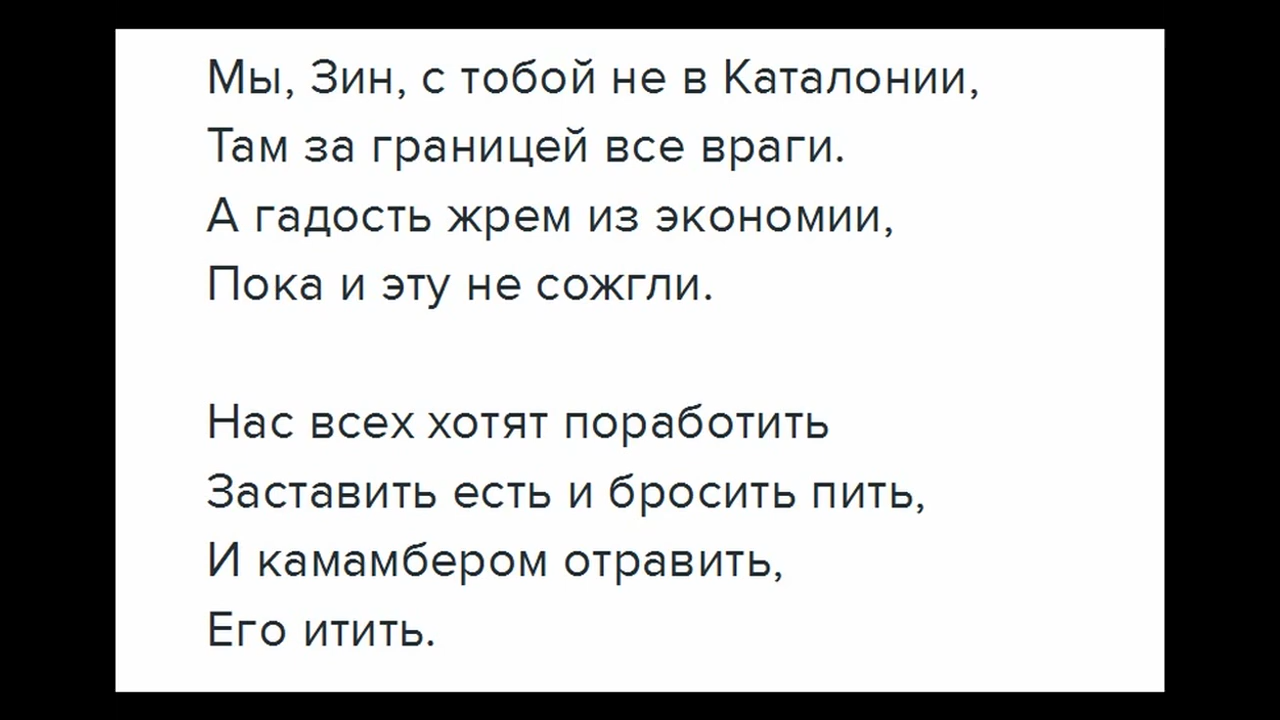 Мы, Зин, с тобой не в Каталонии,
Там за границей все враги.
А гадость жрем из экономии,
Пока и эту не сожгли.
Нас всех хотят поработить
Заставить есть и бросить пить,
И камамбером отравить,
Его итить.